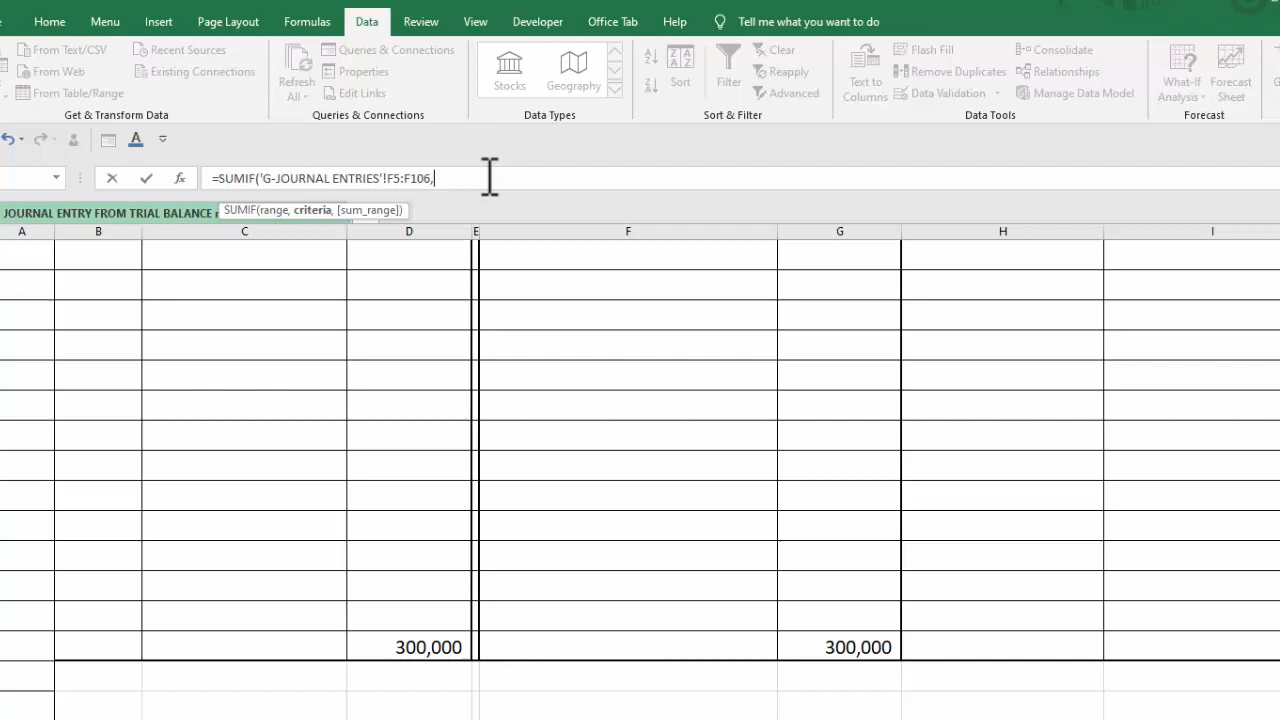 Home Menu Insert Page Layout Formulas Data Review View Developer Office Tab Help Tell me what you want to do
From Text/CSV Recent Sources
From Web Existing Connections
From Table/Range
Get & Transform Data
Refresh
All
Queries & Connections
Properties
Edit Links
Queries & Connections
Stocks Geography
Data Types
Sort Filter
Clear
Reapply
Advanced
Sort & Filter
Text to
Columns
Flash Fill Consolidate
Remove Duplicates Relationships
Data Validation Manage Data Model
Data Tools
What-If
Analysis
Forecast
Sheet
Forecast
=SUMIF('G-JOURNAL ENTRIES'!F5:F106,
SUMIF(range, criteria, [sum_range])
JOURNAL ENTRY FROM TRIAL BALANCE
A B C D E F G H I
300,000 300,000